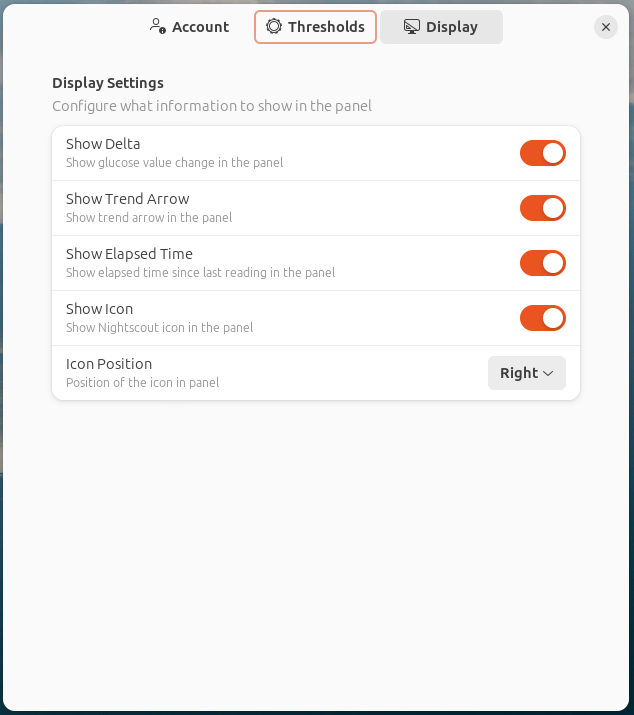 Account
Thresholds
Display
Display Settings
Configure what information to show in the panel
Show Delta
Show glucose value change in the panel
Show Trend Arrow
Show trend arrow in the panel
Show Elapsed Time
Show elapsed time since last reading in the panel
Show Icon
Show Nightscout icon in the panel
Icon Position
Position of the icon in panel
Right